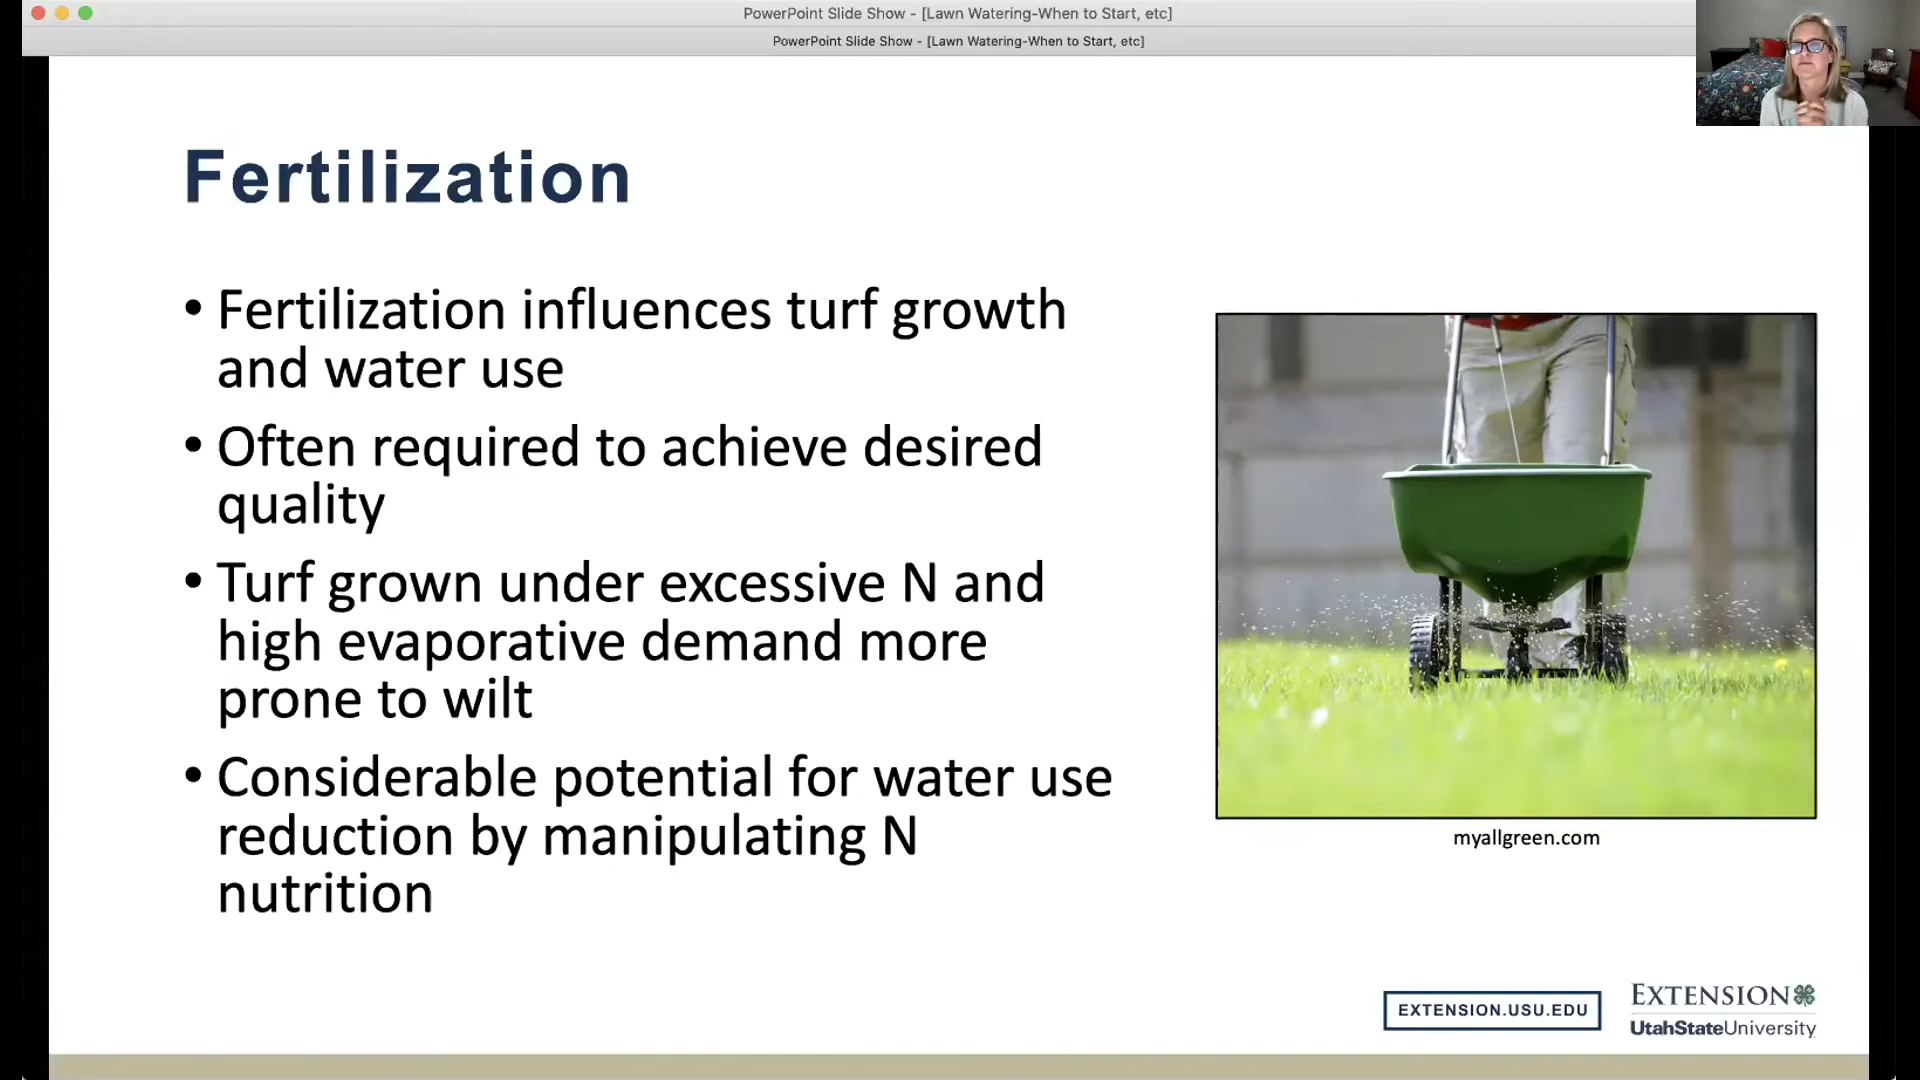 PowerPoint Slide Show - [Lawn Watering-When to Start, etc]
PowerPoint Slide Show - [Lawn Watering-When to Start, etc]
Fertilization
• Fertilization influences turf growth
and water use
• Often required to achieve desired
quality
• Turf grown under excessive N and
high evaporative demand more
prone to wilt
• Considerable potential for water use
reduction by manipulating N
nutrition
myallgreen.com
EXTENSION.USU.EDU
EXTENSION
UtahStateUniversity